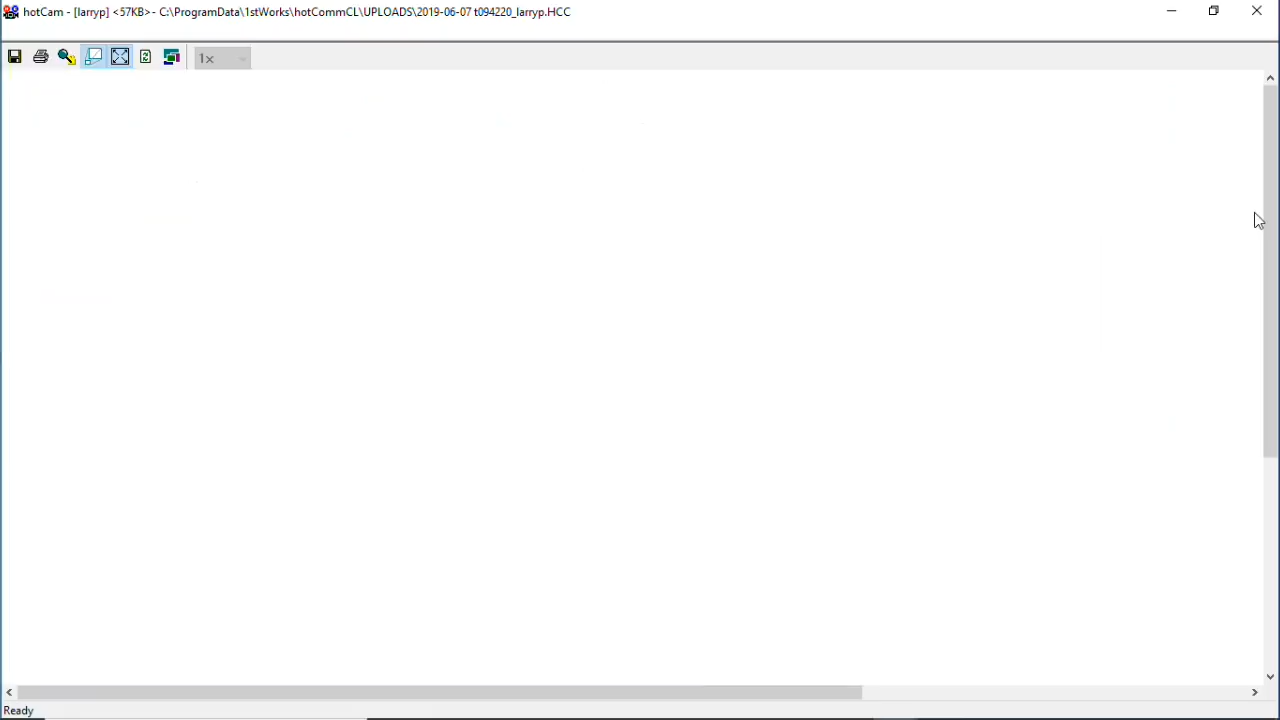 hotCam - [larryp] <57KB>- C:\ProgramData\1stWorks\hotCommCL\UPLOADS\2019-06-07 t094220_larryp.HCC
1x
Ready